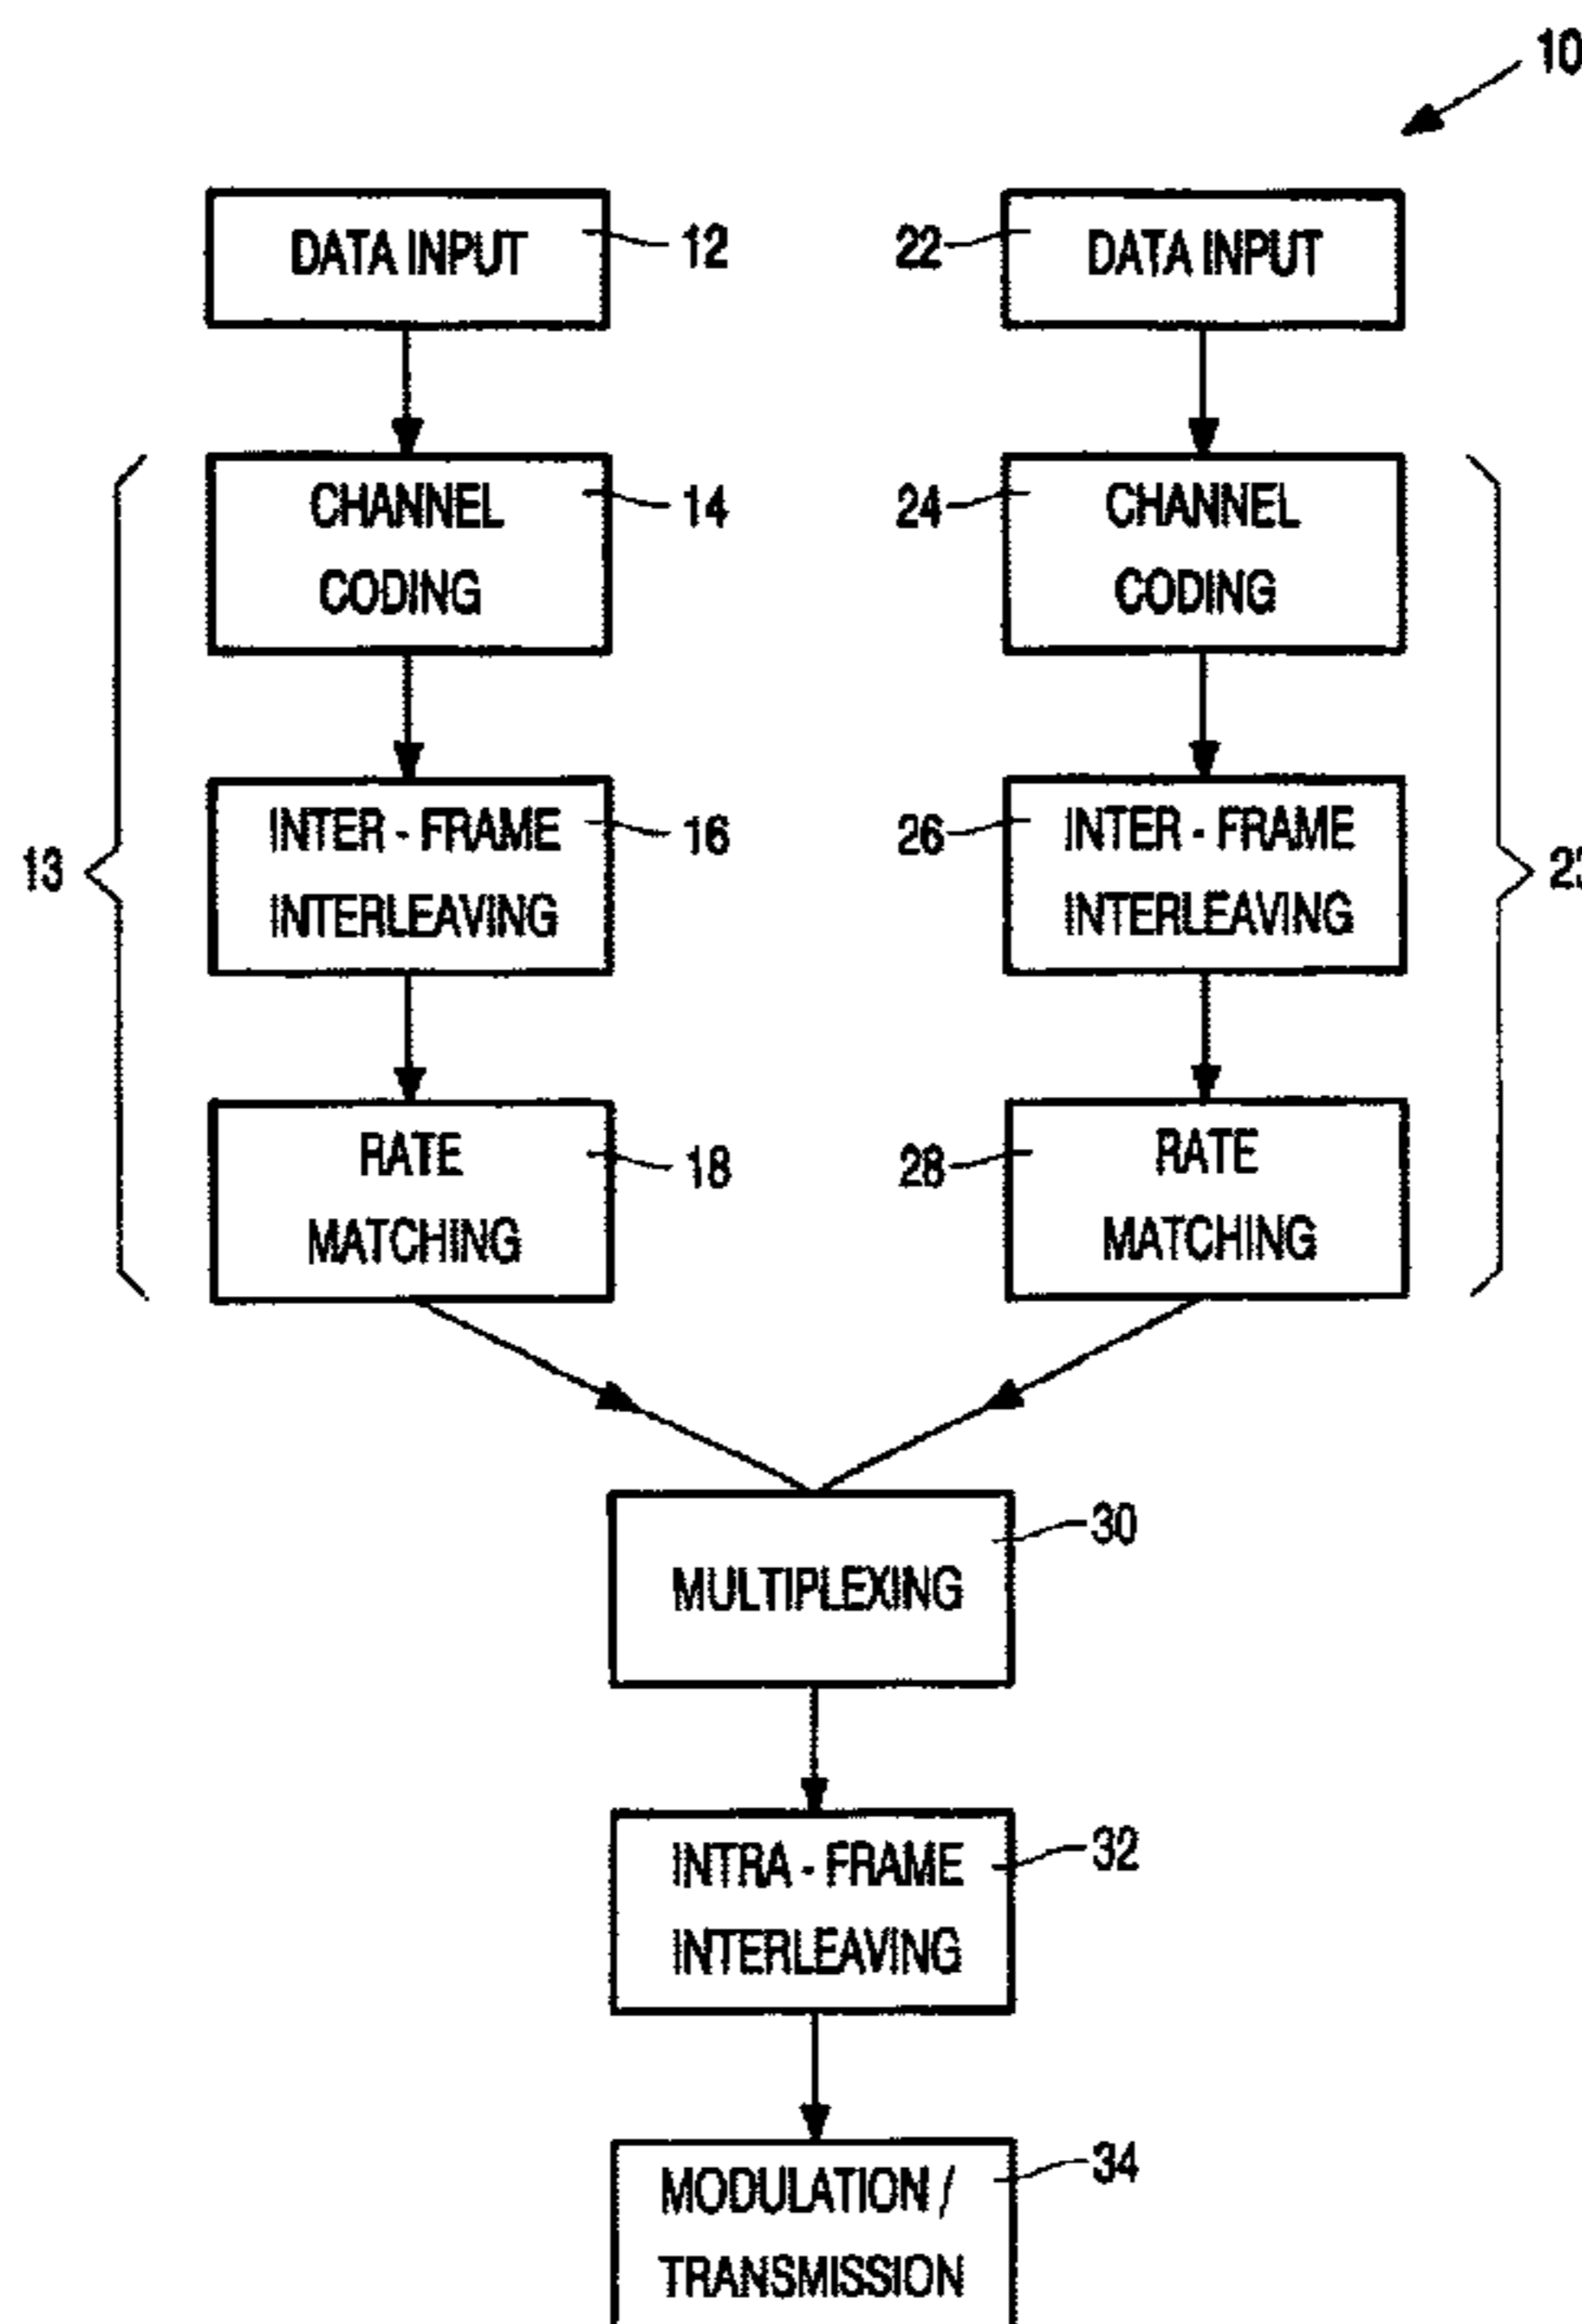 10
DATA INPUT
12
22
DATA INPUT
CHANNEL
CODING
14
24
CHANNEL
CODING
13
INTER - FRAME
INTERLEAVING
16
26
INTER - FRAME
INTERLEAVING
RATE
MATCHING
18
28
RATE
MATCHING
MULTIPLEXING
30
INTRA - FRAME
INTERLEAVING
32
MODULATION /
TRANSMISSION
34